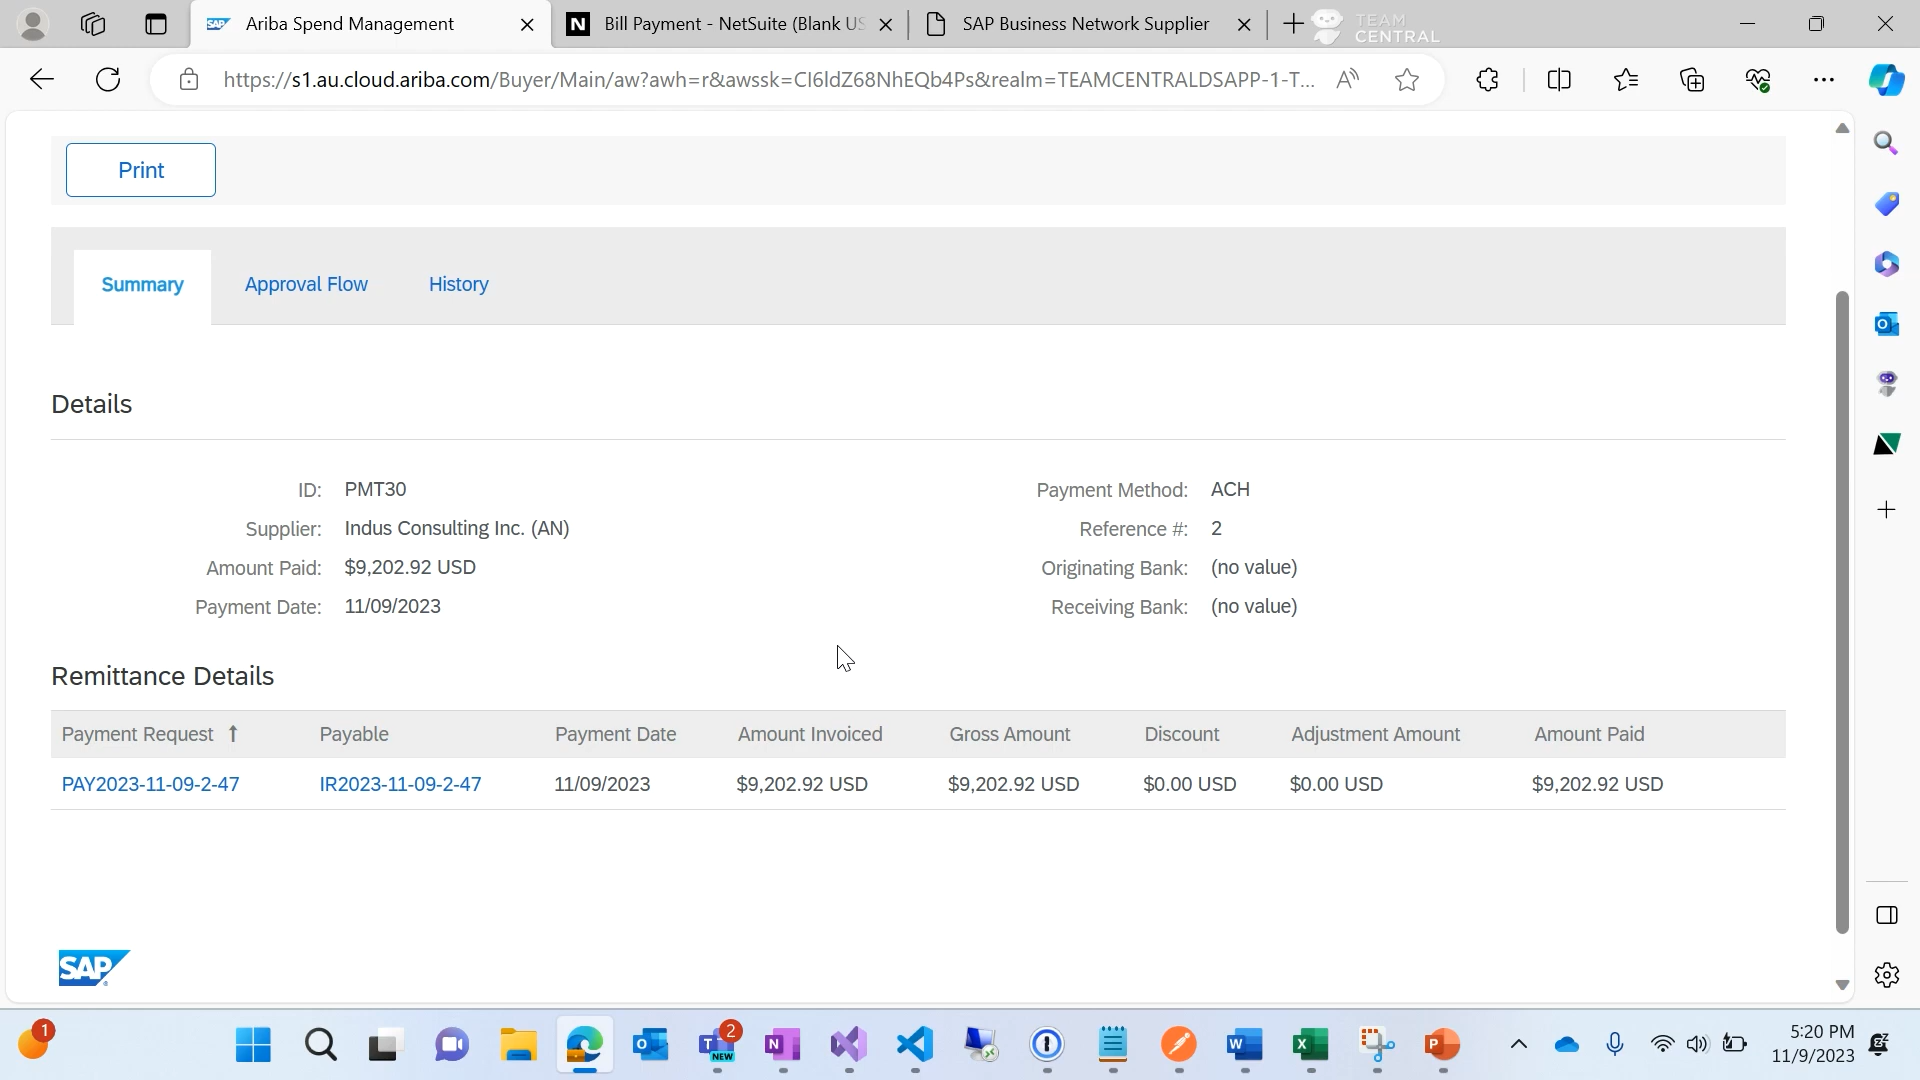 Ariba Spend Management
Bill Payment - NetSuite (Blank US
SAP Business Network Supplier
TEAM
CENTRAL
https://s1.au.cloud.ariba.com/Buyer/Main/aw?awh=r&awssk=CI6ldZ68NhEQb4Ps&realm=TEAMCENTRALDSAPP-1-T...
Print
Summary
Approval Flow
History
Details
ID: PMT30
Payment Method: ACH
Supplier: Indus Consulting Inc. (AN)
Reference #: 2
Amount Paid: $9,202.92 USD
Originating Bank: (no value)
Payment Date: 11/09/2023
Receiving Bank: (no value)
Remittance Details
Payment Request ↑ Payable Payment Date Amount Invoiced Gross Amount Discount Adjustment Amount Amount Paid
PAY2023-11-09-2-47 IR2023-11-09-2-47 11/09/2023 $9,202.92 USD $9,202.92 USD $0.00 USD $0.00 USD $9,202.92 USD
SAP
1
2
NEW
5:20 PM
11/9/2023